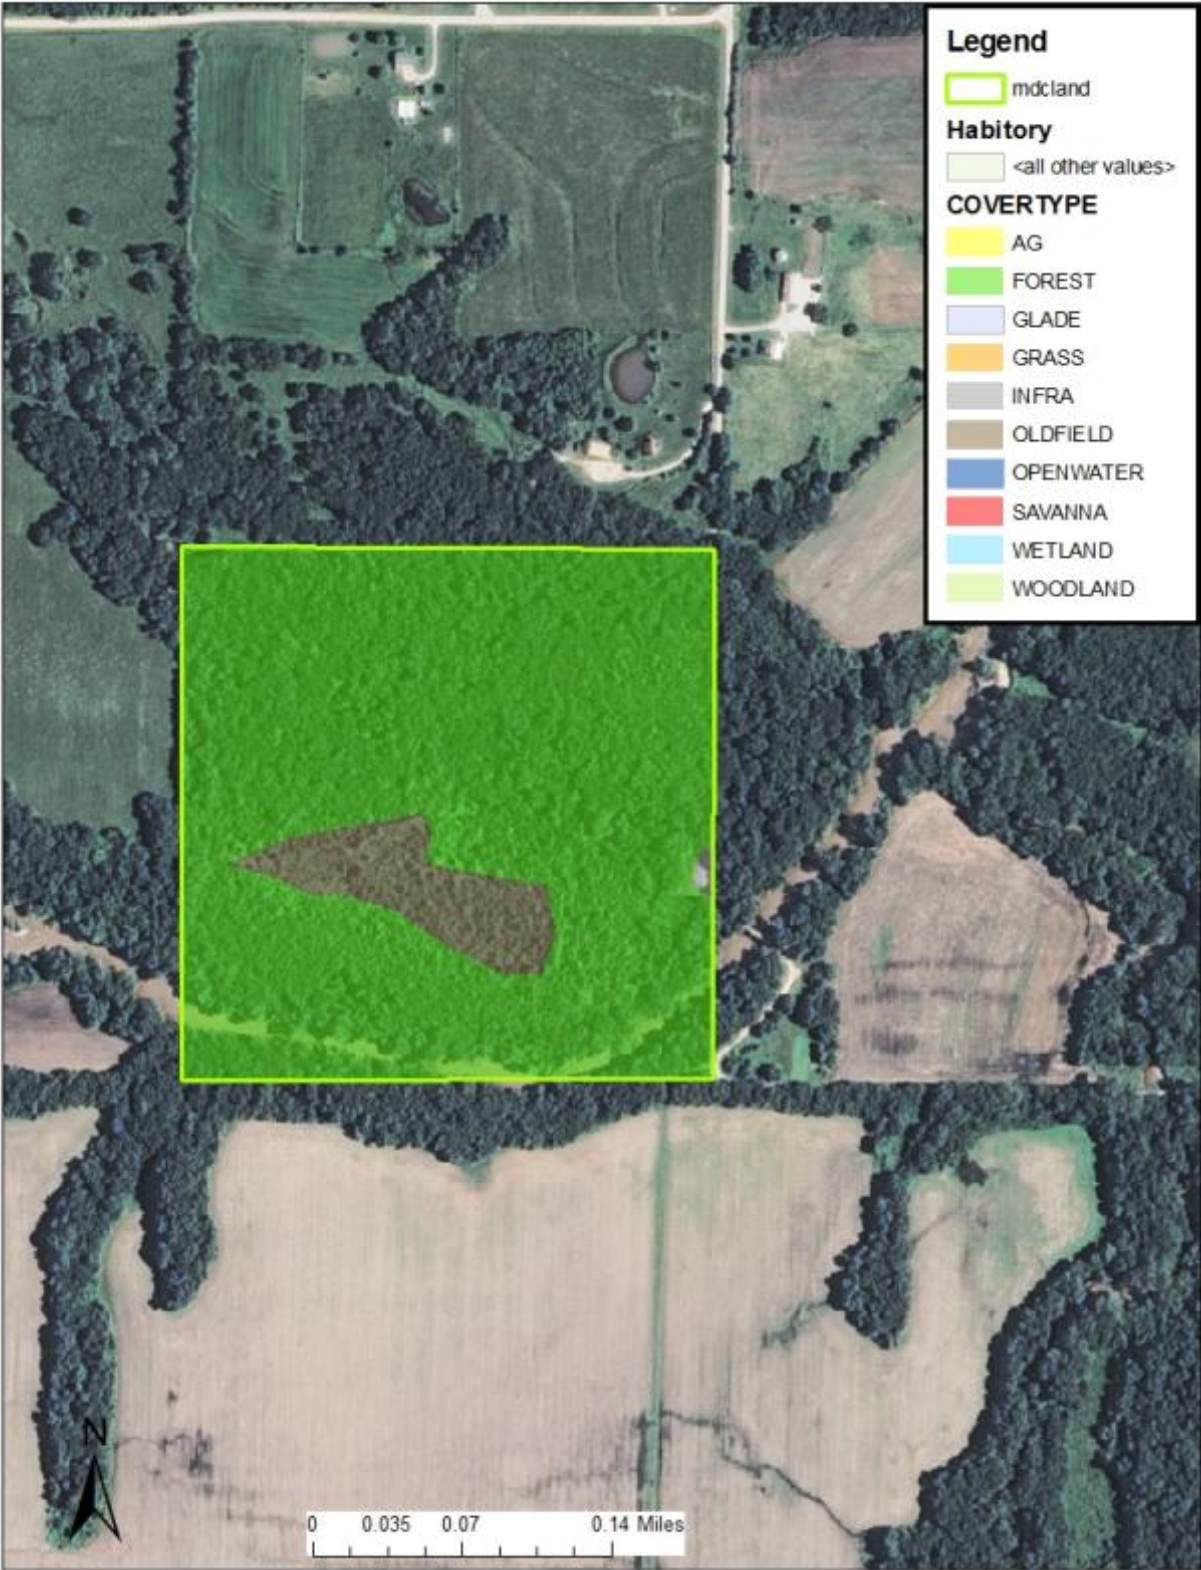 Legend
mdcland
Habitory
<all other values>
COVERTYPE
AG
FOREST
GLADE
GRASS
INFRA
OLDFIELD
OPENWATER
SAVANNA
WETLAND
WOODLAND
N
0 0.035 0.07 0.14 Miles